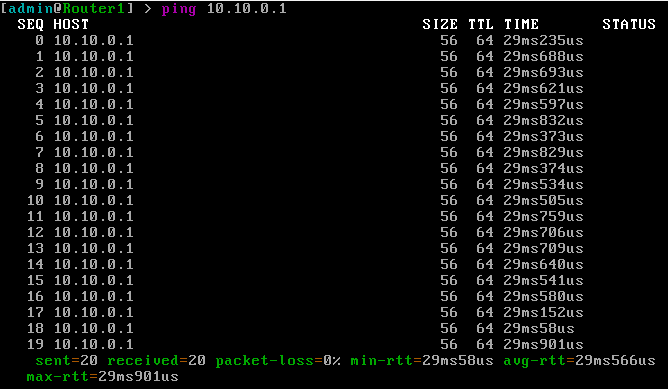 [admin@Router1] > ping 10.10.0.1
SEQ HOST SIZE TTL TIME STATUS
0 10.10.0.1 56 64 29ms235us
1 10.10.0.1 56 64 29ms688us
2 10.10.0.1 56 64 29ms693us
3 10.10.0.1 56 64 29ms621us
4 10.10.0.1 56 64 29ms597us
5 10.10.0.1 56 64 29ms832us
6 10.10.0.1 56 64 29ms373us
7 10.10.0.1 56 64 29ms829us
8 10.10.0.1 56 64 29ms374us
9 10.10.0.1 56 64 29ms534us
10 10.10.0.1 56 64 29ms505us
11 10.10.0.1 56 64 29ms759us
12 10.10.0.1 56 64 29ms706us
13 10.10.0.1 56 64 29ms709us
14 10.10.0.1 56 64 29ms640us
15 10.10.0.1 56 64 29ms541us
16 10.10.0.1 56 64 29ms580us
17 10.10.0.1 56 64 29ms152us
18 10.10.0.1 56 64 29ms58us
19 10.10.0.1 56 64 29ms901us
sent=20 received=20 packet-loss=0% min-rtt=29ms58us avg-rtt=29ms566us
max-rtt=29ms901us